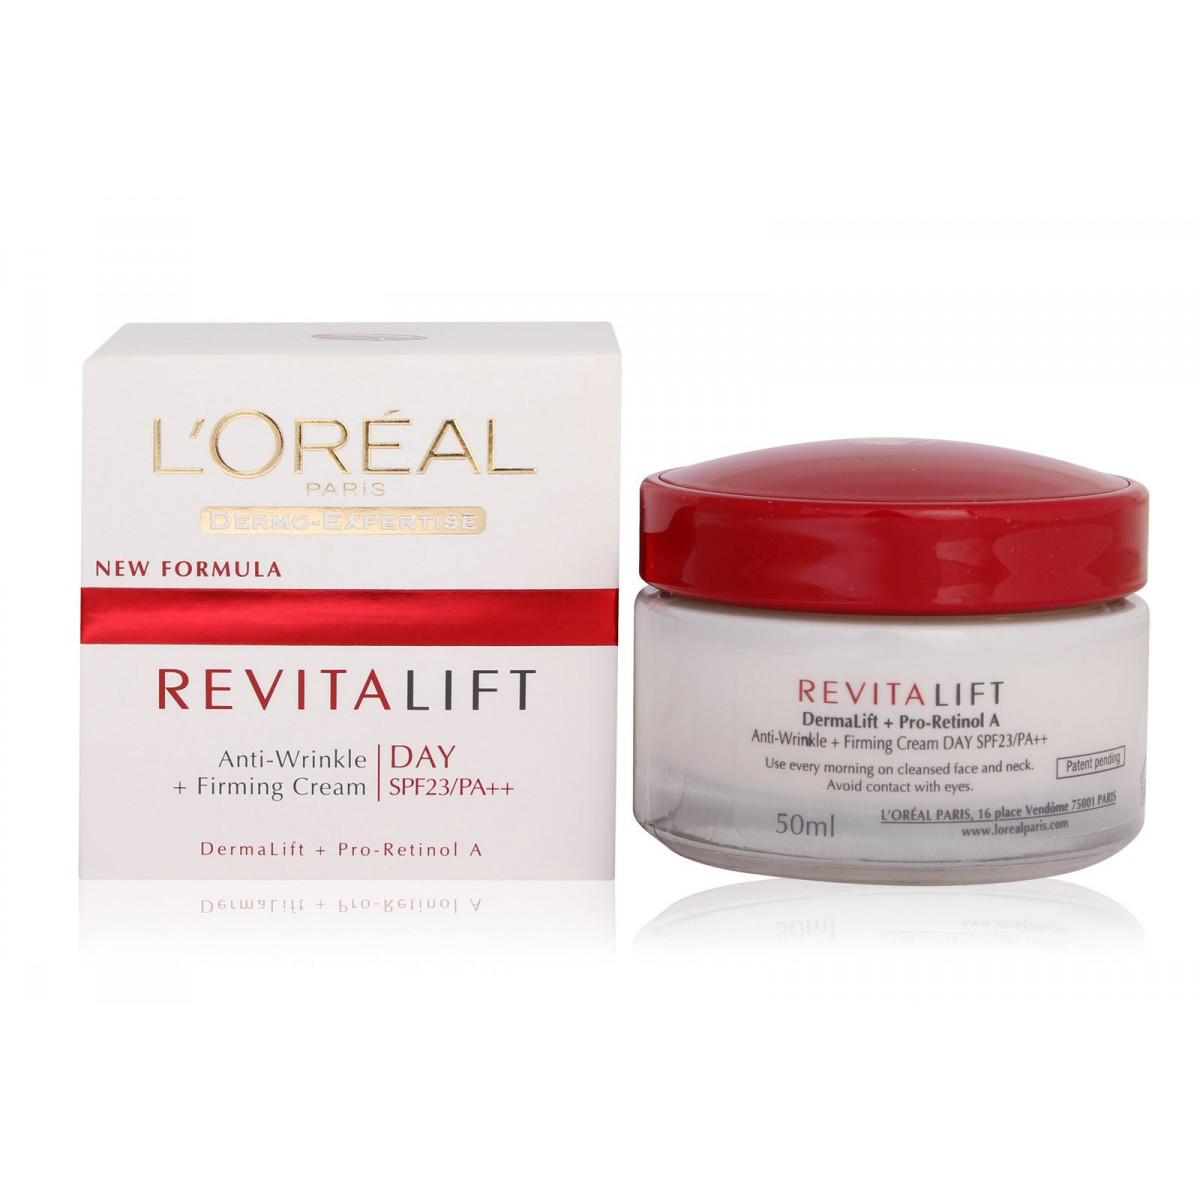 L'ORÉAL
PARiS
DERMO-EXPERTISE
NEW FORMULA
REVITALIFT
Anti-Wrinkle
+ Firming Cream
DAY
SPF23/PA++
DermaLift + Pro-Retinol A
REVITALIFT
DermaLift + Pro-Retinol A
Anti-Wrinkle + Firming Cream DAY SPF23/PA++
Use every morning on cleansed face and neck.
Avoid contact with eyes.
Patent pending
50ml
L'ORÉAL PARIS, 16 place Vendôme 75001 PARIS
www.lorealparis.com